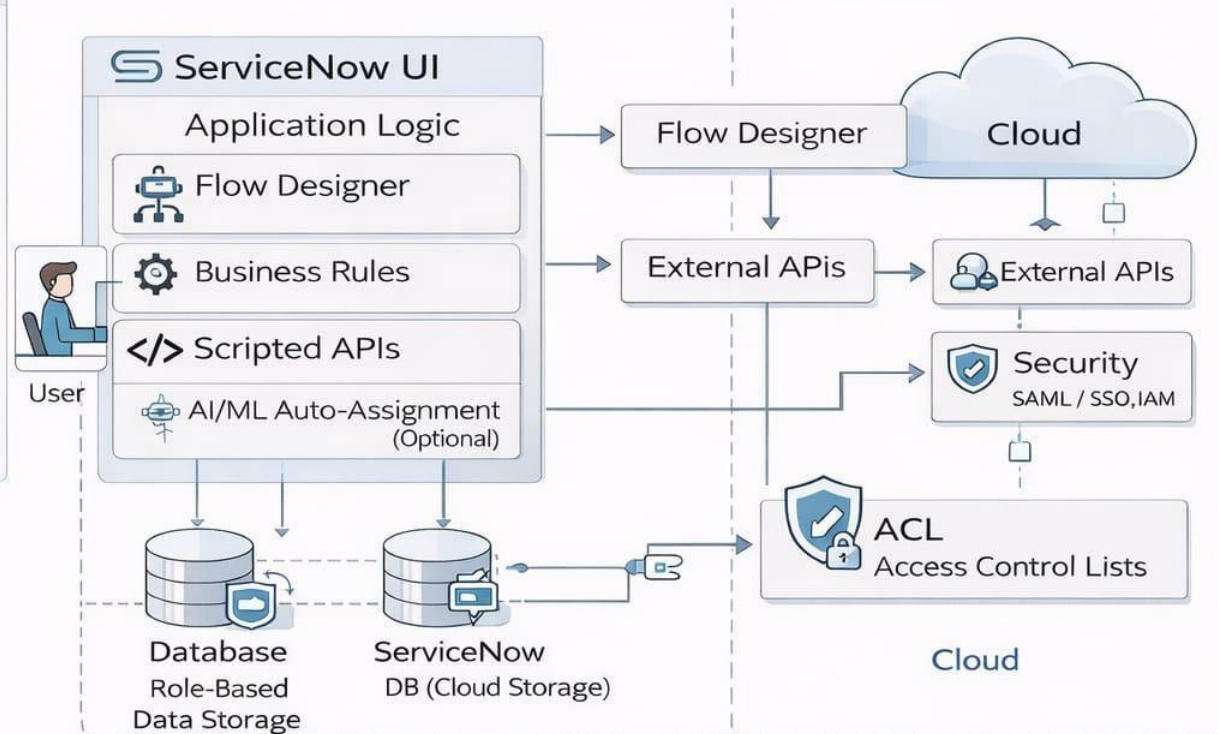 ServiceNow UI
Application Logic
Flow Designer
Business Rules
</> Scripted APIs
AI/ML Auto-Assignment
(Optional)
User
Flow Designer
Cloud
External APis
External APIs
Security
SAML / SSO,IAM
ACL
Access Control Lists
Database
Role-Based
Data Storage
ServiceNow
DB (Cloud Storage)
Cloud